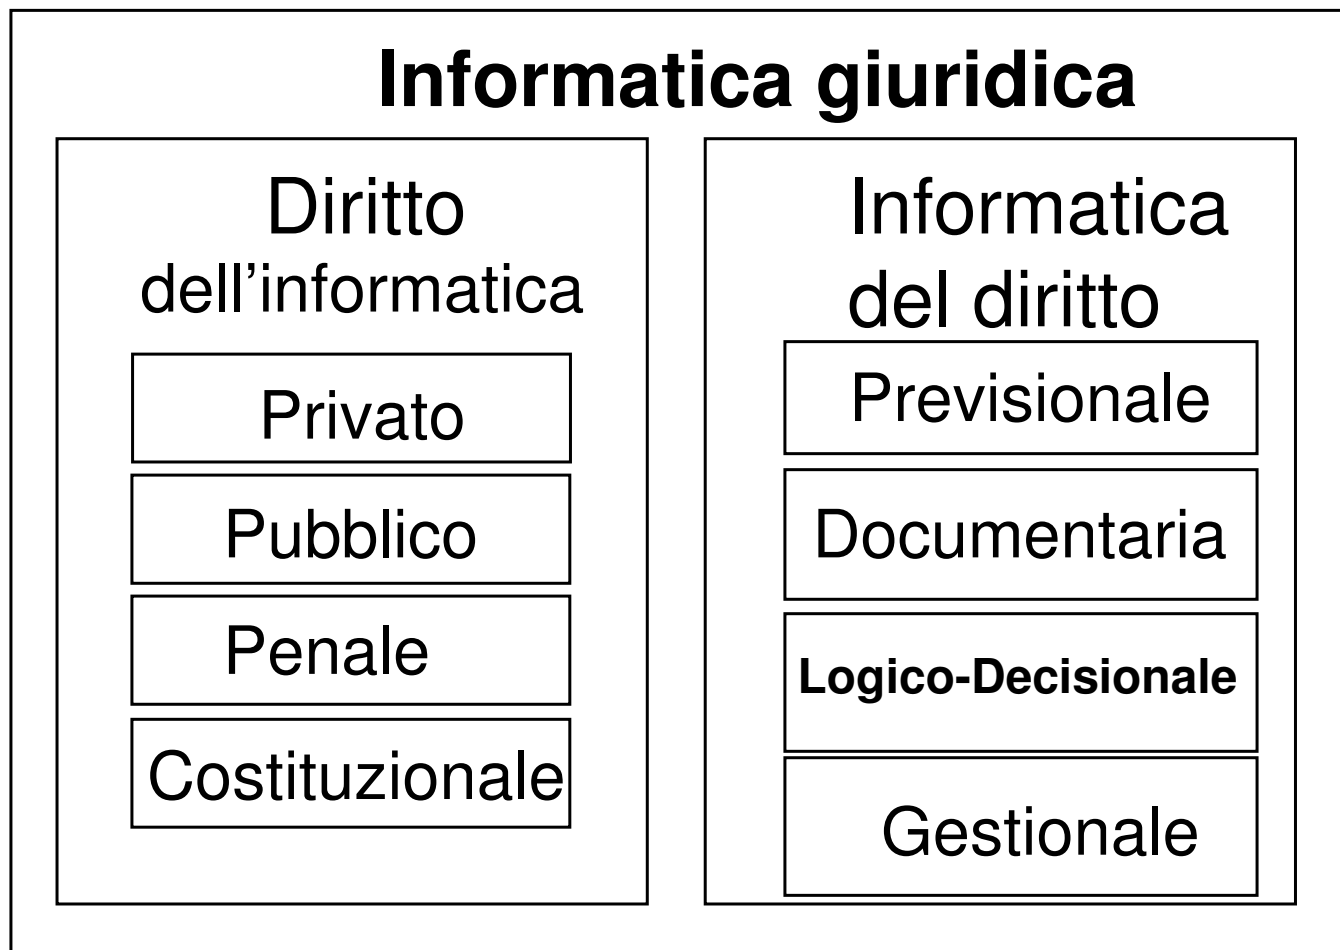 Informatica giuridica
Diritto
dell'informatica
Privato
Pubblico
Penale
Costituzionale
Informatica
del diritto
Previsionale
Documentaria
Logico-Decisionale
Gestionale